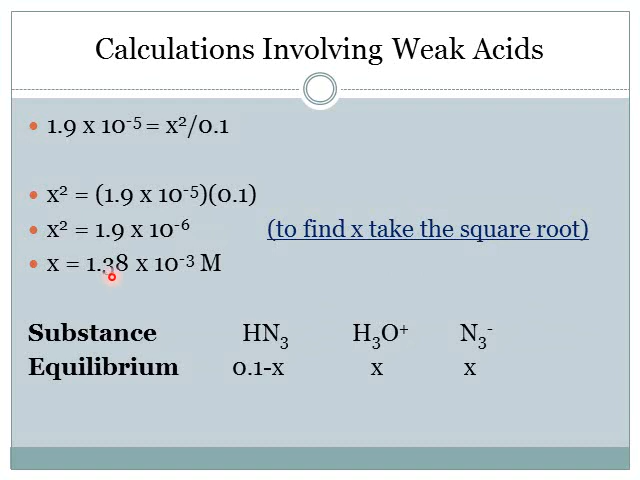 Calculations Involving Weak Acids
• 1.9 x 10⁻⁵ = x²/0.1
• x² = (1.9 x 10⁻⁵)(0.1)
• x² = 1.9 x 10⁻⁶ (to find x take the square root)
• x = 1.38 x 10⁻³ M
Substance HN₃ H₃O⁺ N₃⁻
Equilibrium 0.1-x x x